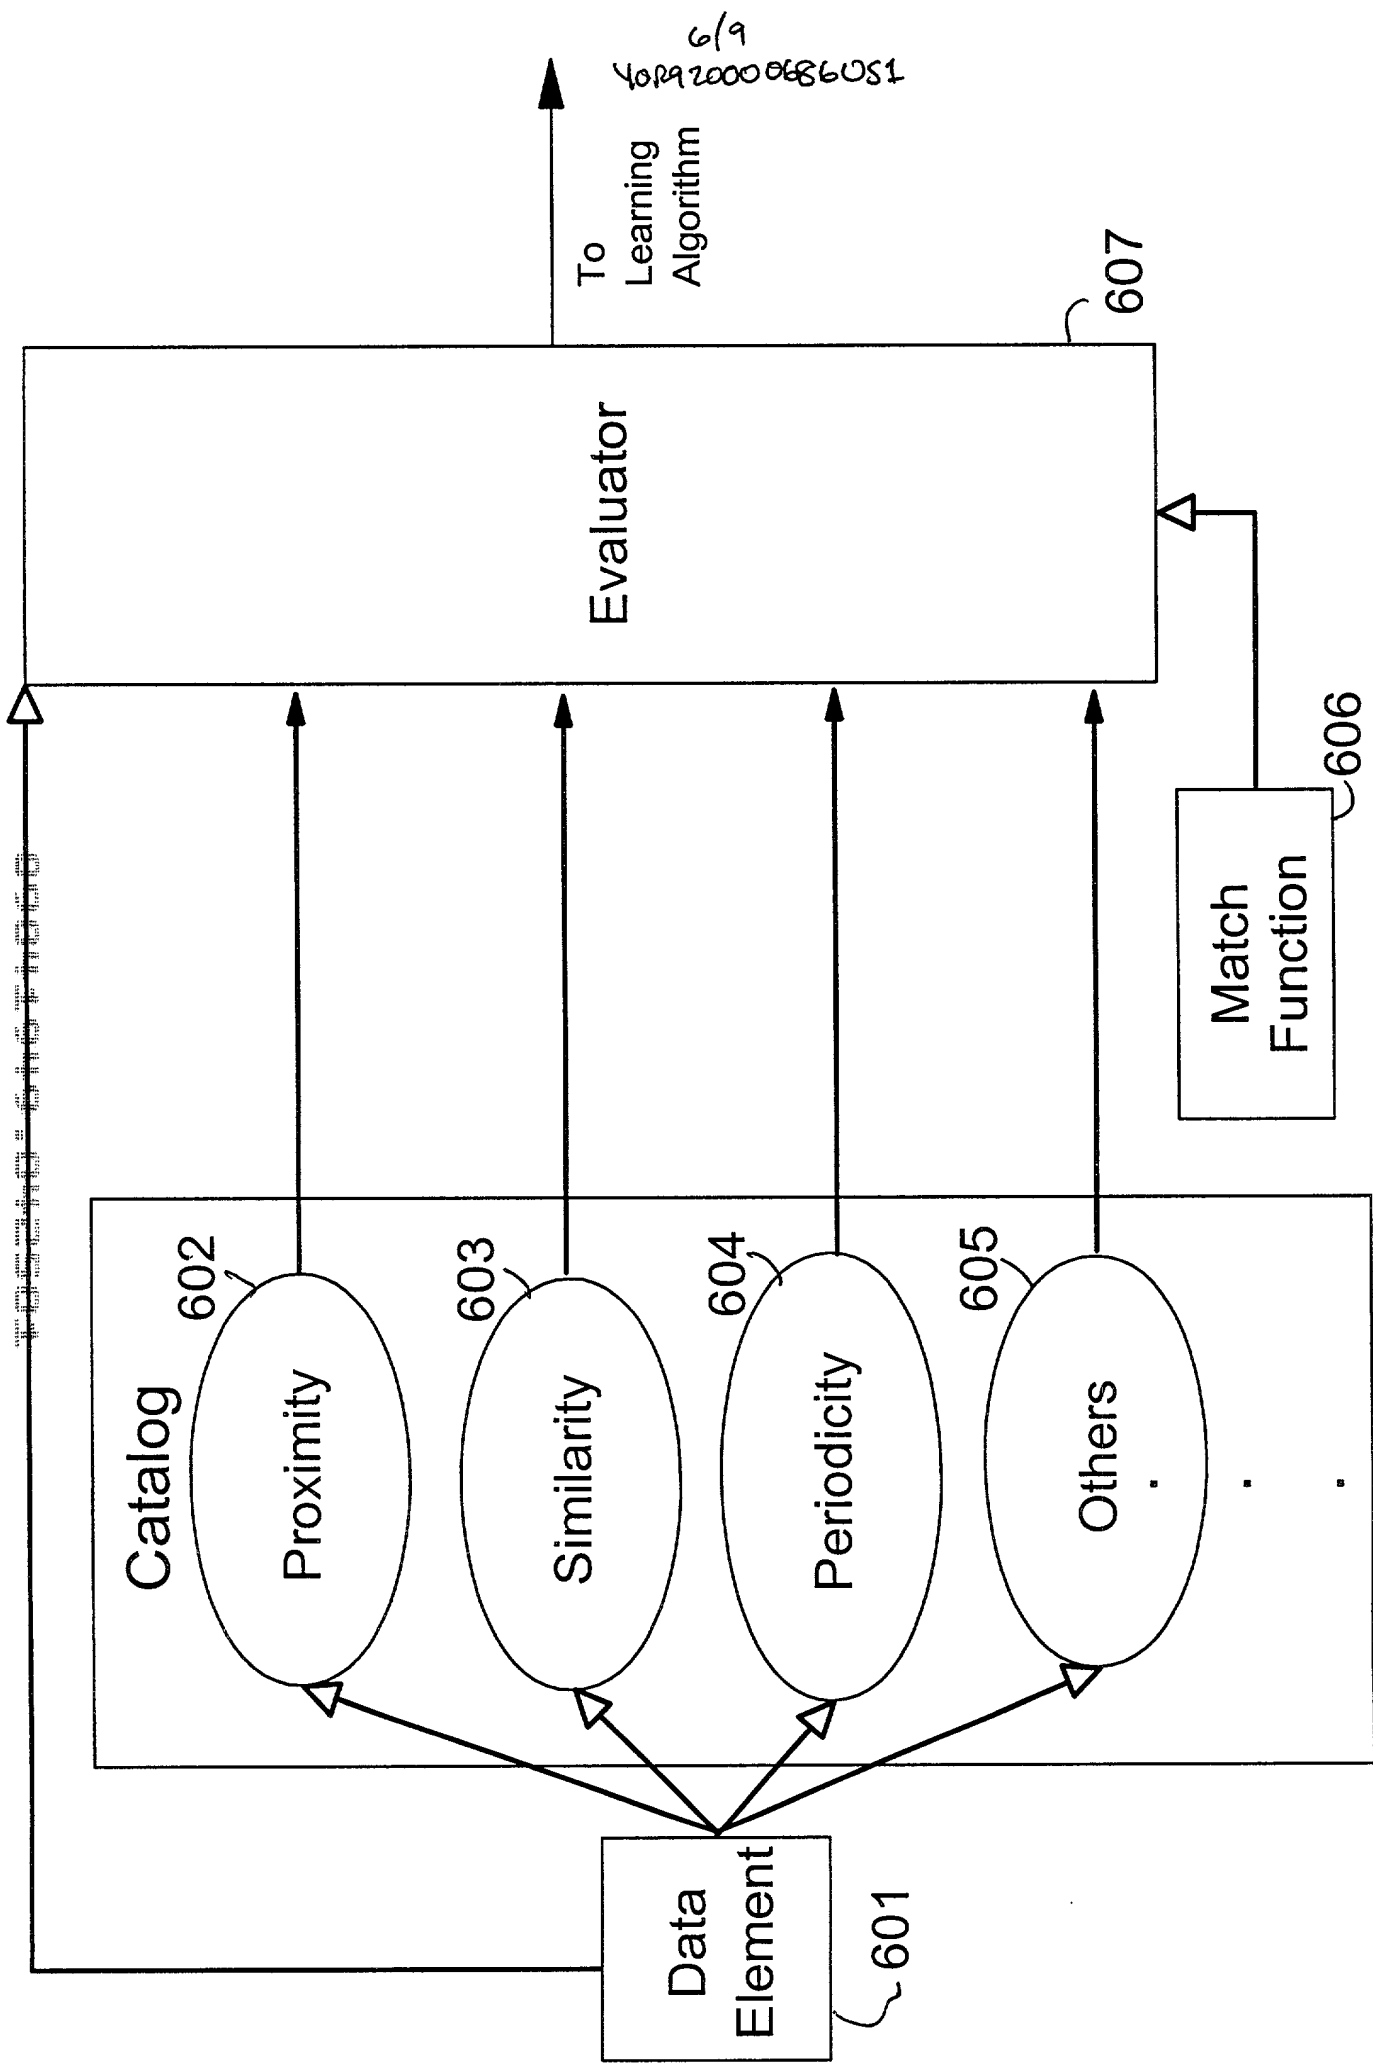 6/9
YOR920000686US1
Catalog
Proximity
602
Similarity
603
Periodicity
604
Others
605
.
.
.
Data
Element
601
Evaluator
607
Match
Function
606
To
Learning
Algorithm